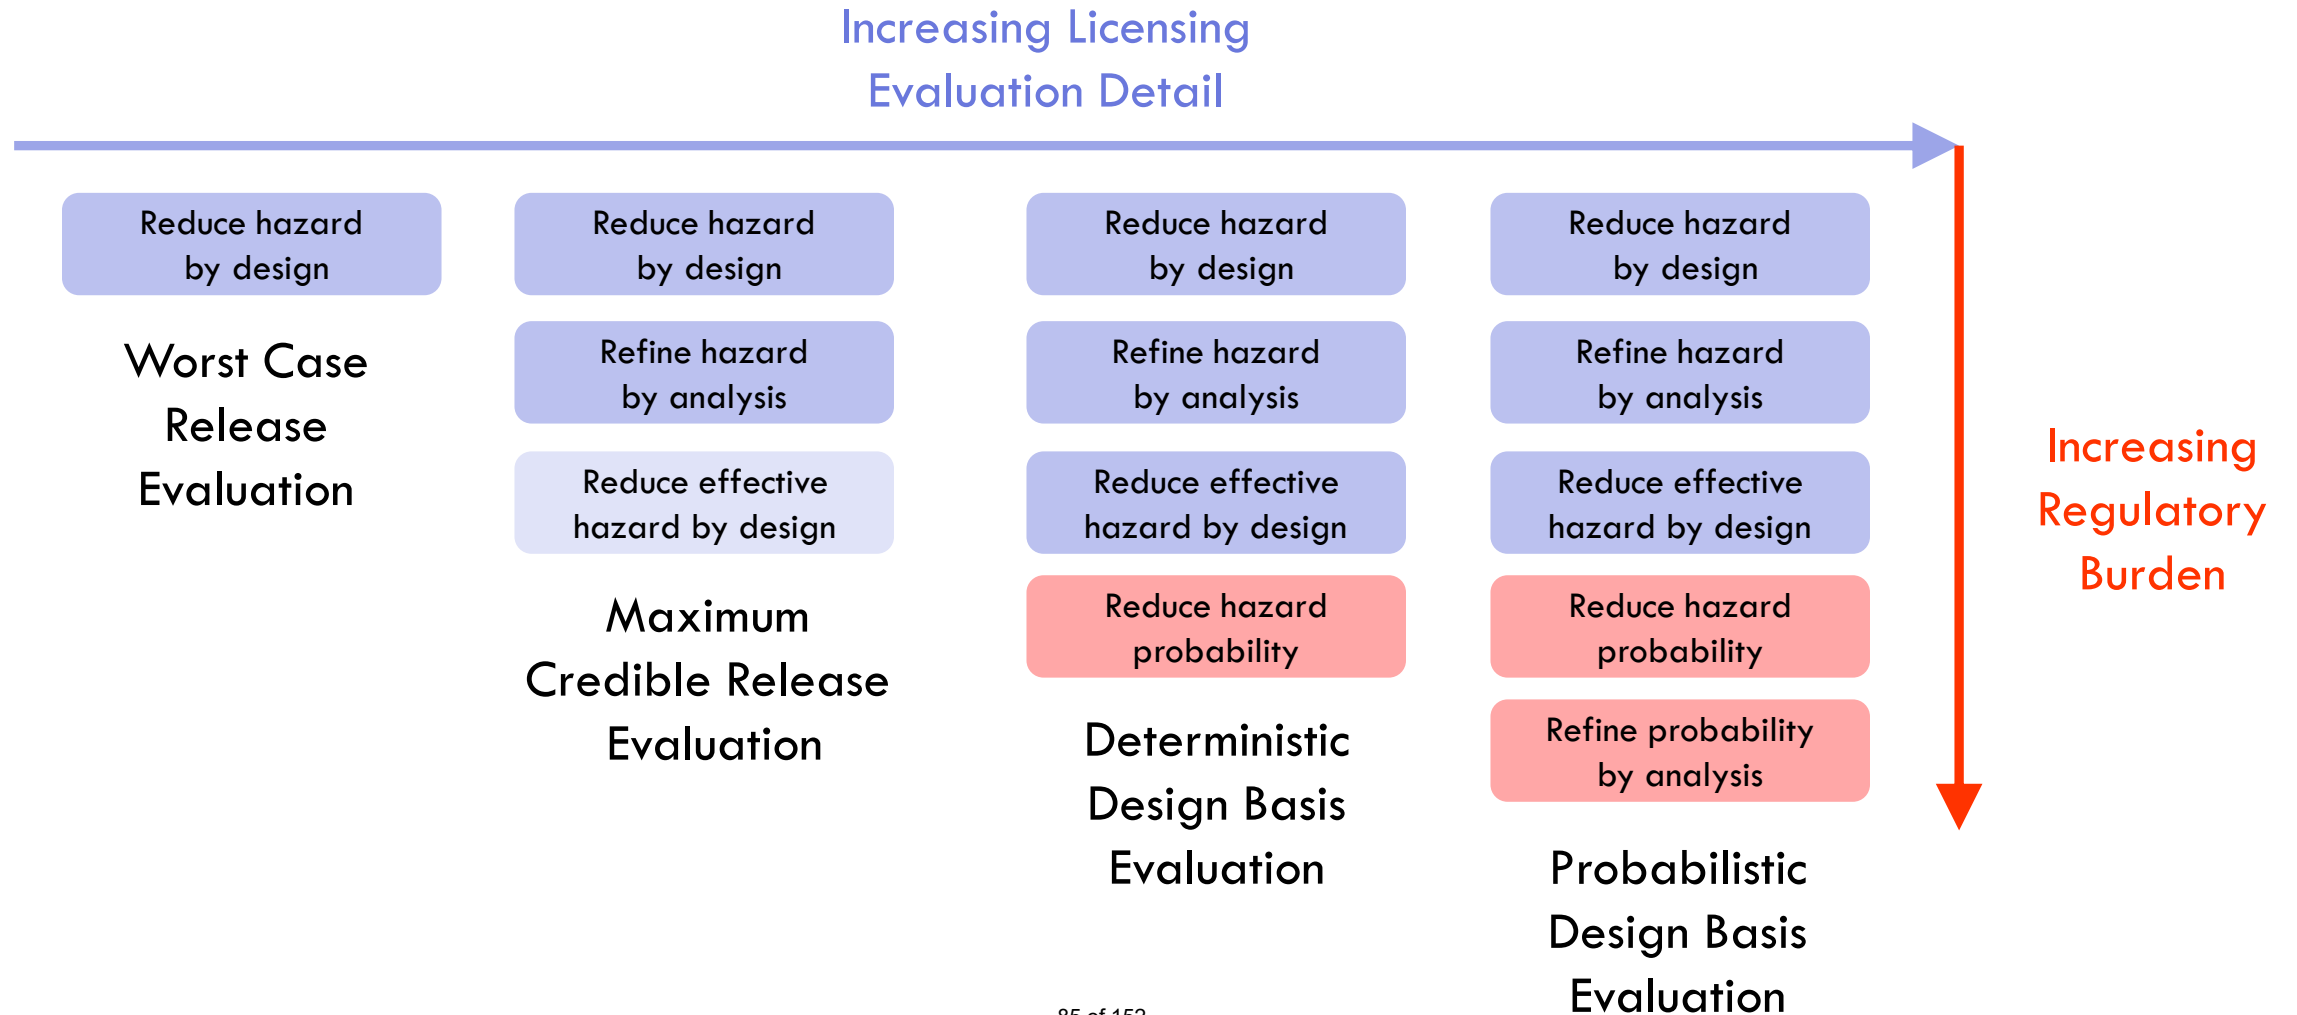 Increasing Licensing
Evaluation Detail
Reduce hazard
by design
Worst Case
Release
Evaluation
Reduce hazard
by design
Refine hazard
by analysis
Reduce effective
hazard by design
Maximum
Credible Release
Evaluation
Reduce hazard
by design
Refine hazard
by analysis
Reduce effective
hazard by design
Reduce hazard
probability
Deterministic
Design Basis
Evaluation
Reduce hazard
by design
Refine hazard
by analysis
Reduce effective
hazard by design
Reduce hazard
probability
Refine probability
by analysis
Probabilistic
Design Basis
Evaluation
Increasing
Regulatory
Burden
85 of 152